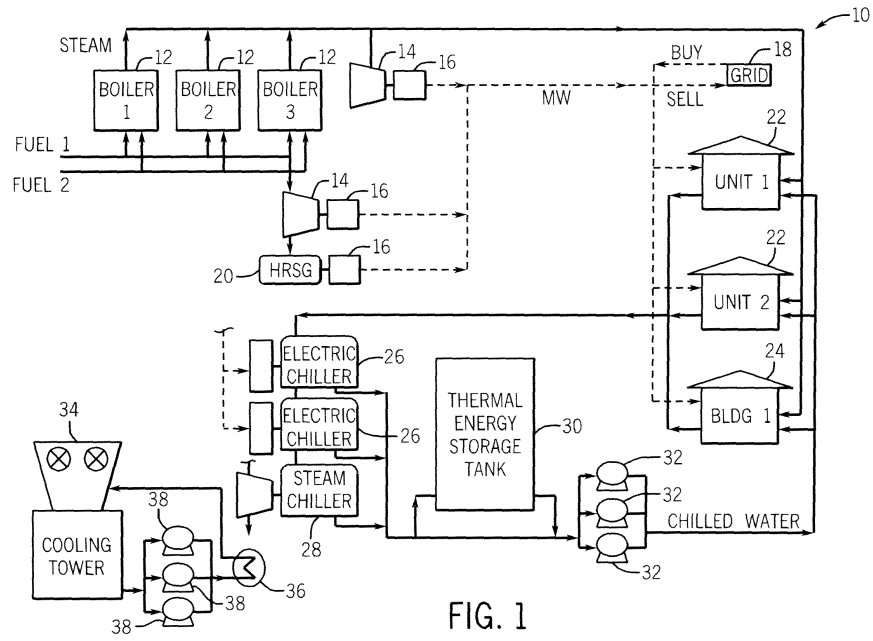 10
STEAM
12
12
12
14
16
BUY
18
GRID
BOILER
1
BOILER
2
BOILER
3
MW
SELL
FUEL 1
FUEL 2
22
UNIT 1
14
16
16
20
HRSG
22
UNIT 2
ELECTRIC
CHILLER
26
24
BLDG 1
THERMAL
ENERGY
STORAGE
TANK
30
ELECTRIC
CHILLER
26
34
STEAM
CHILLER
28
32
32
32
CHILLED WATER
COOLING
TOWER
38
38
38
36
FIG. 1